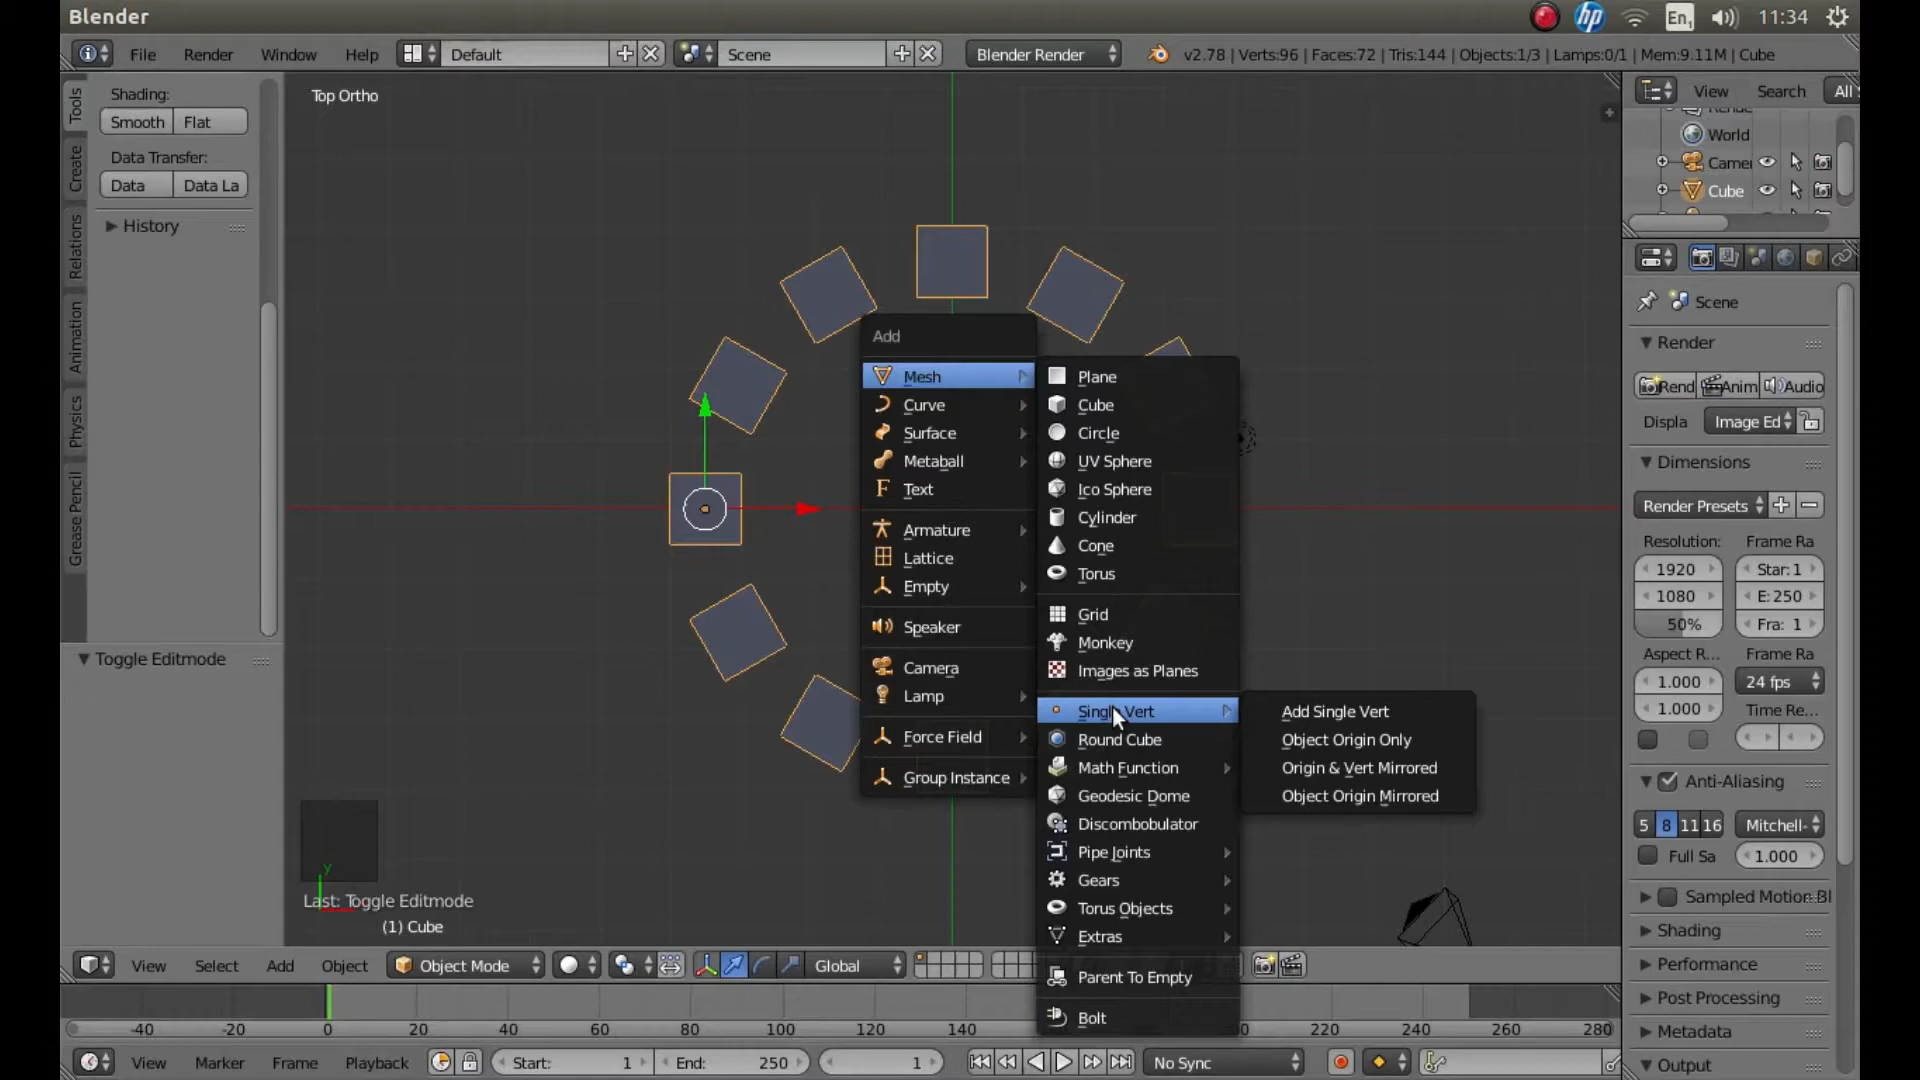 Blender
hp
En1
11:34
File
Render
Window
Help
Default
Scene
Blender Render
v2.78 | Verts:96 | Faces:72 | Tris:144 | Objects:1/3 | Lamps:0/1 | Mem:9.11M | Cube
Tools
Create
Relations
Animation
Physics
Grease Pencil
Shading:
Smooth
Flat
Data Transfer:
Data
Data La
History
Toggle Editmode
Top Ortho
Add
Mesh
Curve
Surface
Metaball
Text
Armature
Lattice
Empty
Speaker
Camera
Lamp
Force Field
Group Instance
Plane
Cube
Circle
UV Sphere
Ico Sphere
Cylinder
Cone
Torus
Grid
Monkey
Images as Planes
Single Vert
Round Cube
Math Function
Geodesic Dome
Discombobulator
Pipe Joints
Gears
Torus Objects
Extras
Parent To Empty
Bolt
Add Single Vert
Object Origin Only
Origin & Vert Mirrored
Object Origin Mirrored
y
Last: Toggle Editmode
(1) Cube
View
Search
All
World
Camer
Cube
Scene
Render
Rend
Anim
Audio
Displa
Image Ed
Dimensions
Render Presets
Resolution:
Frame Ra
1920
Star: 1
1080
E: 250
50%
Fra: 1
Aspect R...
Frame Ra
1.000
24 fps
1.000
Time Re...
Anti-Aliasing
5
8
11
16
Mitchell-
Full Sa
1.000
Sampled Motion Bl
Shading
Performance
Post Processing
Metadata
Output
View
Select
Add
Object
Object Mode
Global
-40
-20
0
20
40
60
80
100
120
140
220
240
260
280
View
Marker
Frame
Playback
Start:
1
End:
250
1
No Sync